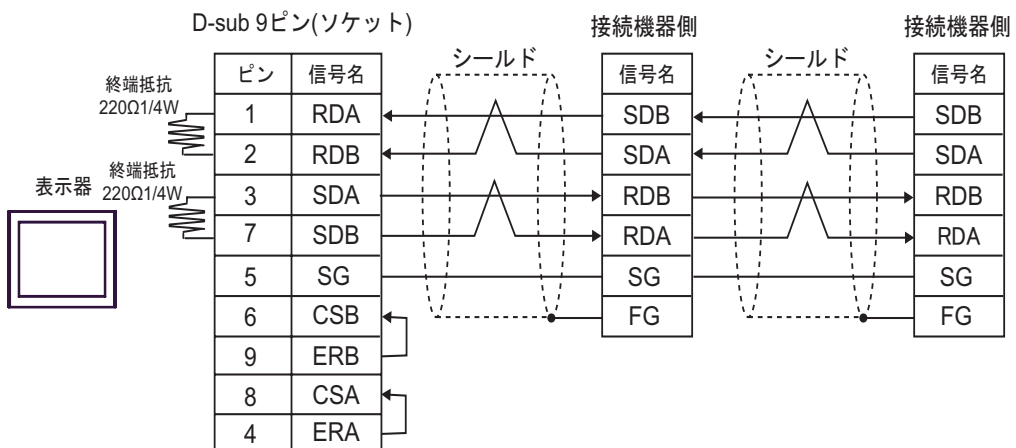 D-sub 9ピン(ソケット)
接続機器側
接続機器側
シールド
シールド
終端抵抗
220Ω1/4W
終端抵抗
220Ω1/4W
表示器
ピン 信号名
1 RDA
2 RDB
3 SDA
7 SDB
5 SG
6 CSB
9 ERB
8 CSA
4 ERA
信号名
SDB
SDA
RDB
RDA
SG
FG
信号名
SDB
SDA
RDB
RDA
SG
FG